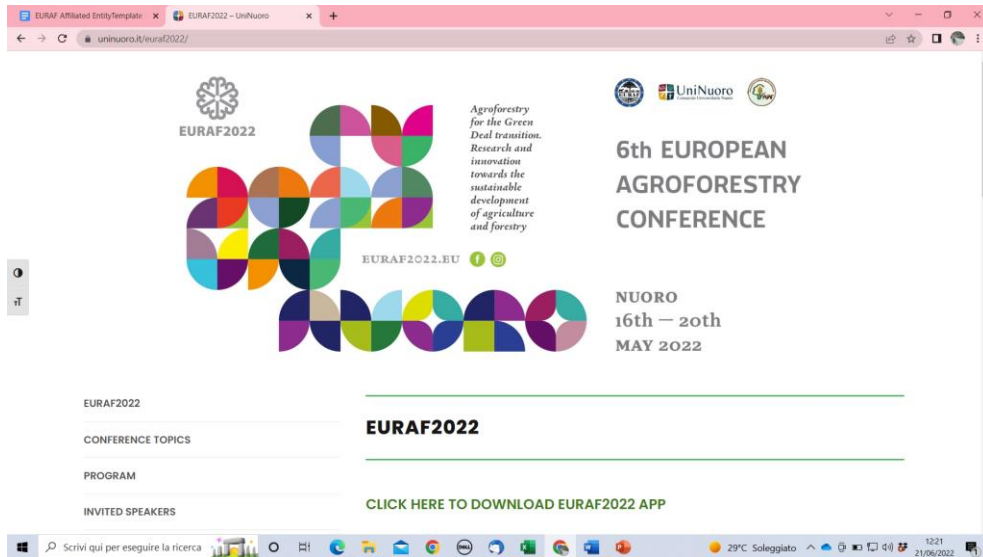 EURAF Affiliated EntityTemplate
EURAF2022 – UniNuoro
uninuoro.it/euraf2022/
EURAF2022
Agroforestry
for the Green
Deal transition.
Research and
innovation
towards the
sustainable
development
of agriculture
and forestry
EURAF2022.EU
UniNuoro
6th EUROPEAN
AGROFORESTRY
CONFERENCE
NUORO
16th — 20th
MAY 2022
EURAF2022
CONFERENCE TOPICS
PROGRAM
INVITED SPEAKERS
EURAF2022
CLICK HERE TO DOWNLOAD EURAF2022 APP
Scrivi qui per eseguire la ricerca
29°C Soleggiato
12:21
21/06/2022